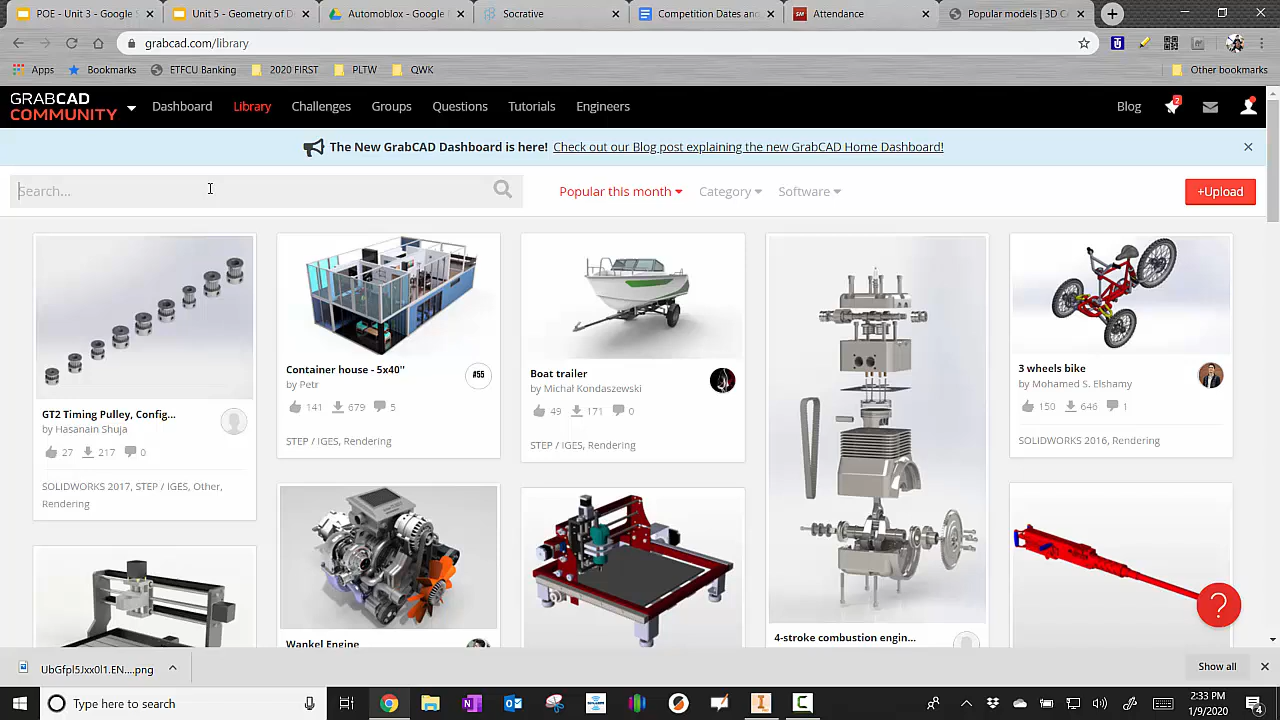 POE - Unit 3 - Google S
Unit 5 - Geometry of D
Automoblox - Google
Socrative
Competition Dates and
Attendance
Popular models | 3D C
grabcad.com/library
Apps
Bookmarks
ETFCU Banking
2020 FIRST
PLTW
QWK
Other bookmarks
GRABCAD
COMMUNITY
Dashboard
Library
Challenges
Groups
Questions
Tutorials
Engineers
Blog
2
The New GrabCAD Dashboard is here! Check out our Blog post explaining the new GrabCAD Home Dashboard!
Search...
Popular this month
Category
Software
+Upload
GT2 Timing Pulley, Config...
by Hasanain Shuja
27 217 0
SOLIDWORKS 2017, STEP / IGES, Other,
Rendering
Container house - 5x40''
by Petr
#55
141 679 5
STEP / IGES, Rendering
Boat trailer
by Michał Kondaszewski
49 171 0
STEP / IGES, Rendering
3 wheels bike
by Mohamed S. Elshamy
150 646 1
SOLIDWORKS 2016, Rendering
Wankel Engine
4-stroke combustion engin...
?
UbGfpl5Jxx0l1.EN....png
Show all
Type here to search
2:33 PM
1/9/2020
4